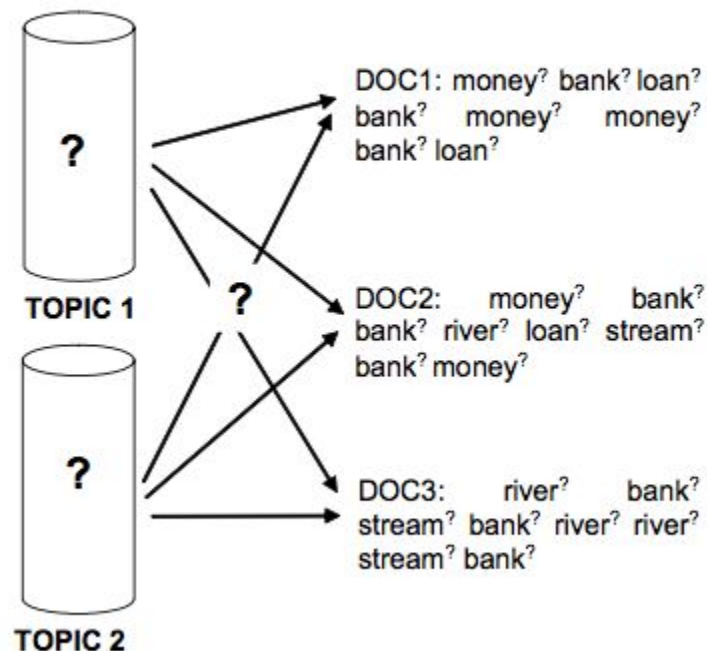 ?
TOPIC 1
?
TOPIC 2
?
DOC1: money? bank? loan?
bank? money? money?
bank? loan?
DOC2: money? bank?
bank? river? loan? stream?
bank? money?
DOC3: river? bank?
stream? bank? river? river?
stream? bank?